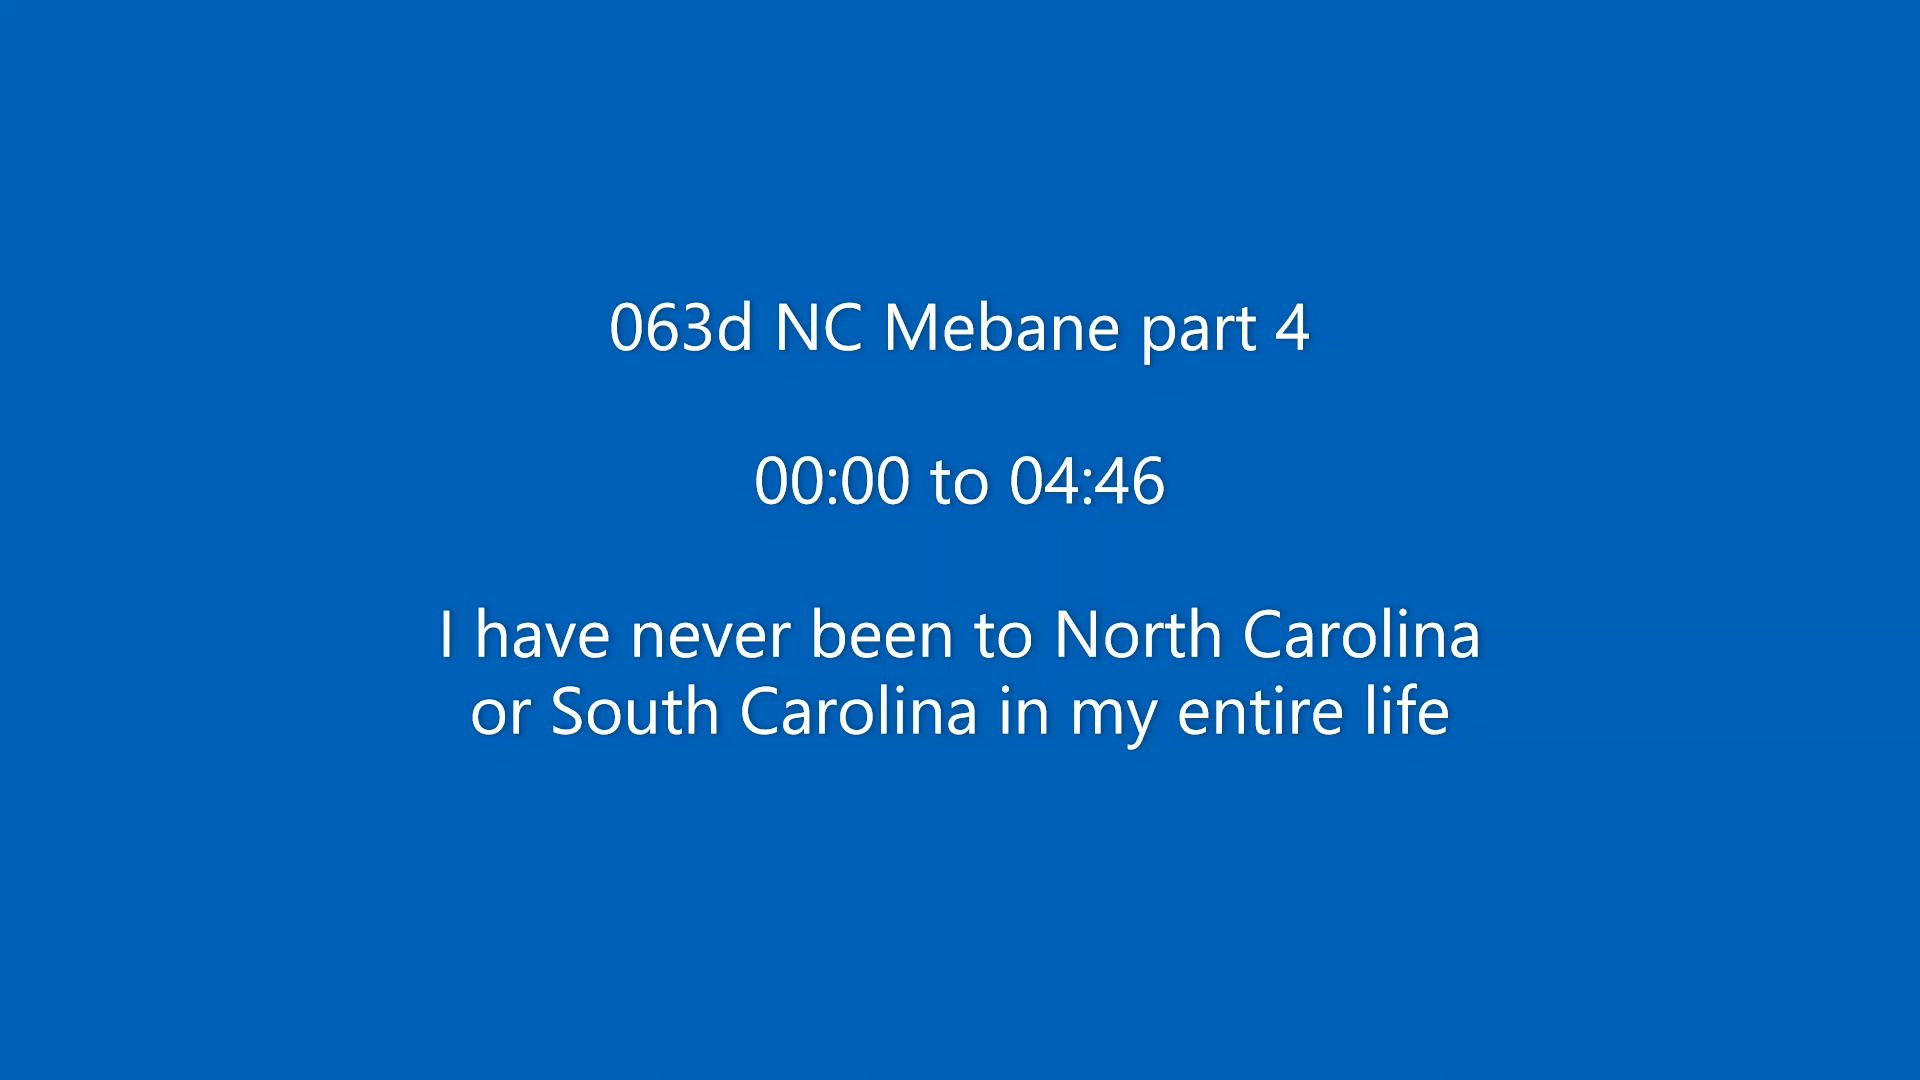 063d NC Mebane part 4
00:00 to 04:46
I have never been to North Carolina
or South Carolina in my entire life